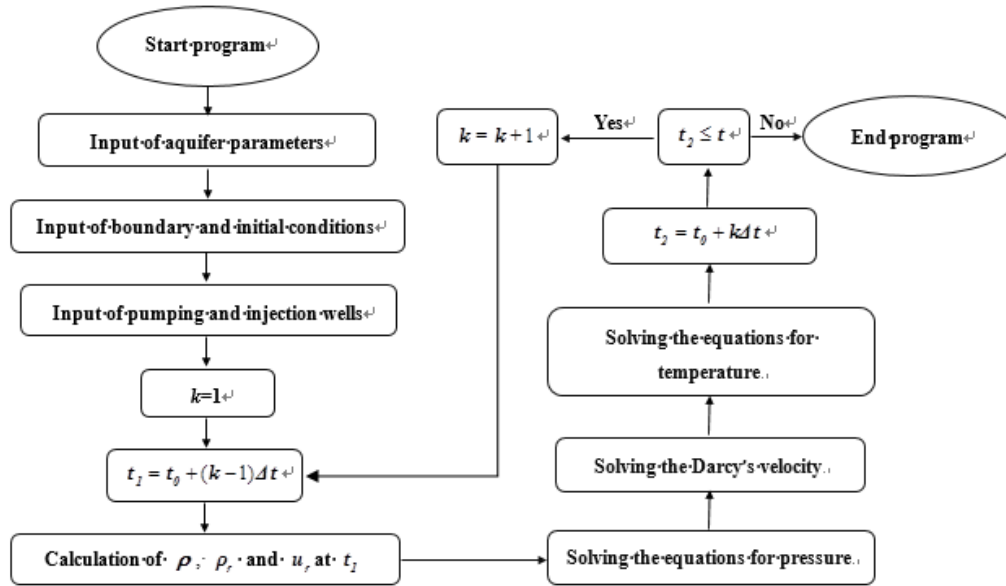 Start·program↵
Input·of·aquifer·parameters↵
Input·of·boundary·and·initial·conditions↵
Input·of·pumping·and·injection·wells↵
k=1↵
t₁ = t₀ + (k − 1)Δt ↵
Calculation·of· ρ ,· ρᵣ · and· uᵣ at· t₁
Solving·the·equations·for·pressure.
Solving·the·Darcy's·velocity.
Solving·the·equations·for·
temperature.
t₂ = t₀ + kΔt ↵
t₂ ≤ t ↵
Yes↵
k = k + 1 ↵
No↵
End·program↵